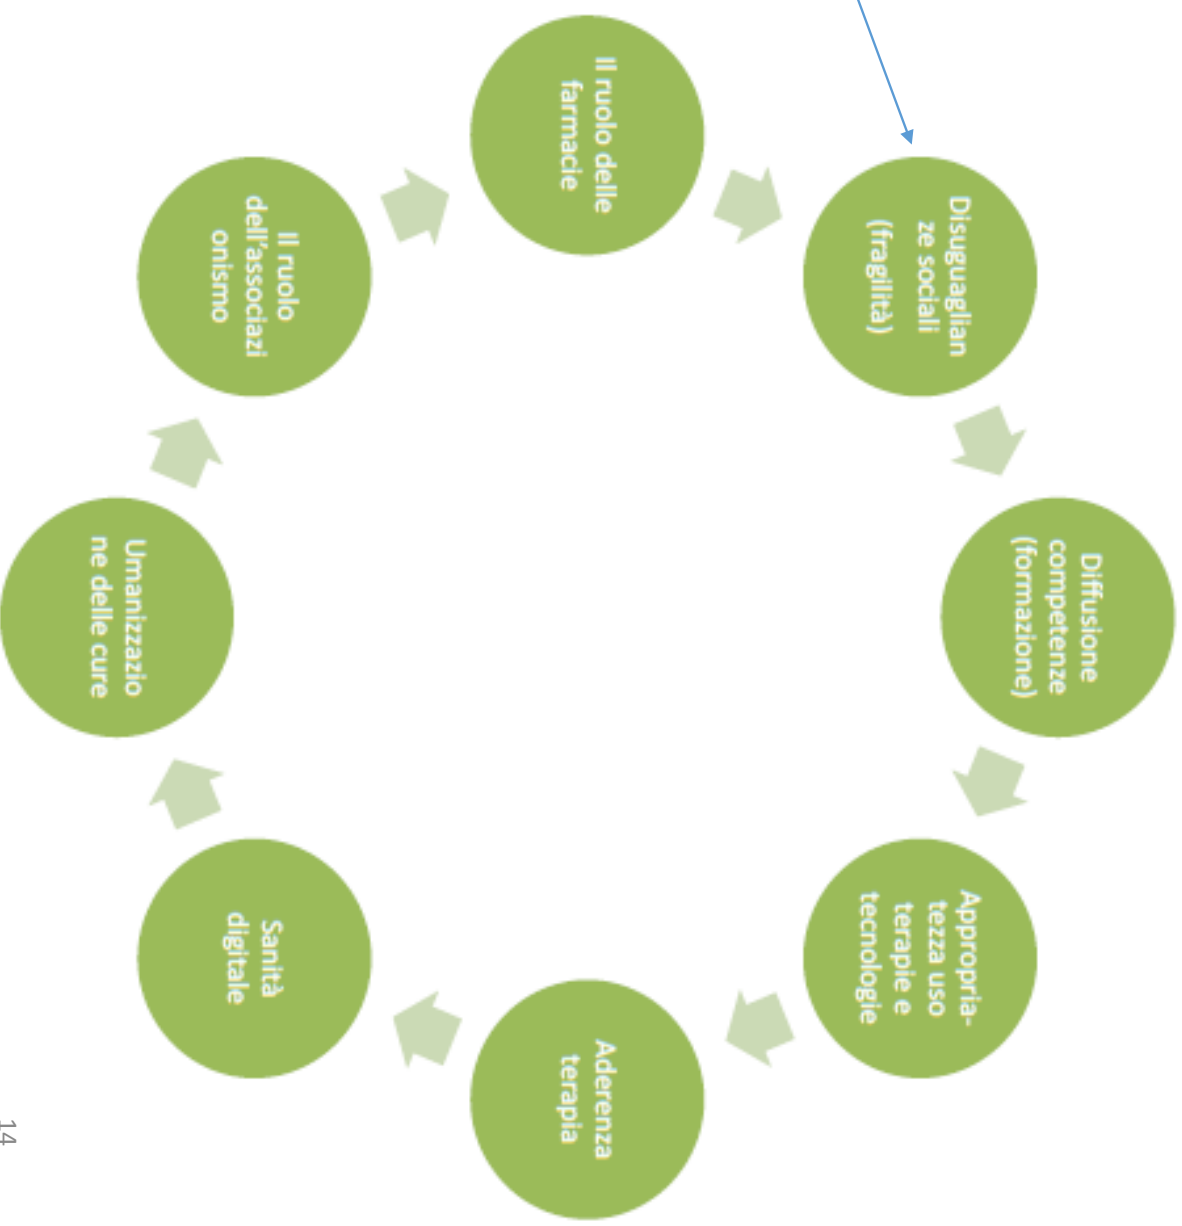 Diffusione
competenze
(formazione)
Appropria-
tezza uso
terapie e
tecnologie
Aderenza
terapia
Sanità
digitale
Umanizzazio
ne delle cure
Il ruolo
dell'associazi
onismo
Il ruolo delle
farmacie
Disuguaglian
ze sociali
(fragilità)
14